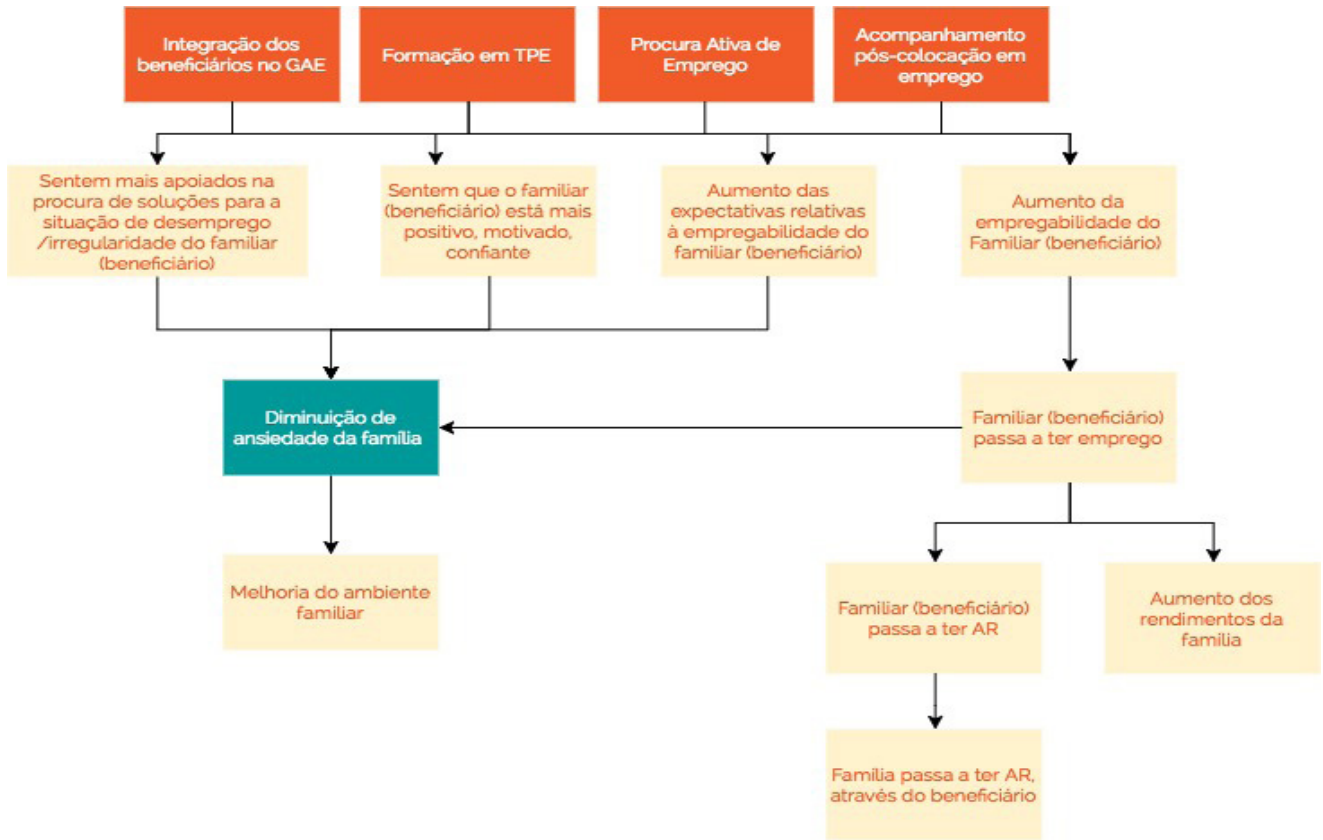 Integração dos
beneficiários no GAE
Formação em TPE
Procura Ativa de
Emprego
Acompanhamento
pós-colocação em
emprego
Sentem mais apoiados na
procura de soluções para a
situação de desemprego
/irregularidade do familiar
(beneficiário)
Sentem que o familiar
(beneficiário) está mais
positivo, motivado,
confiante
Aumento das
expectativas relativas
à empregabilidade do
familiar (beneficiário)
Aumento da
empregabilidade do
Familiar (beneficiário)
Diminuição de
ansiedade da família
Familiar (beneficiário)
passa a ter emprego
Melhoria do ambiente
familiar
Familiar (beneficiário)
passa a ter AR
Aumento dos
rendimentos da
família
Família passa a ter AR,
através do beneficiário